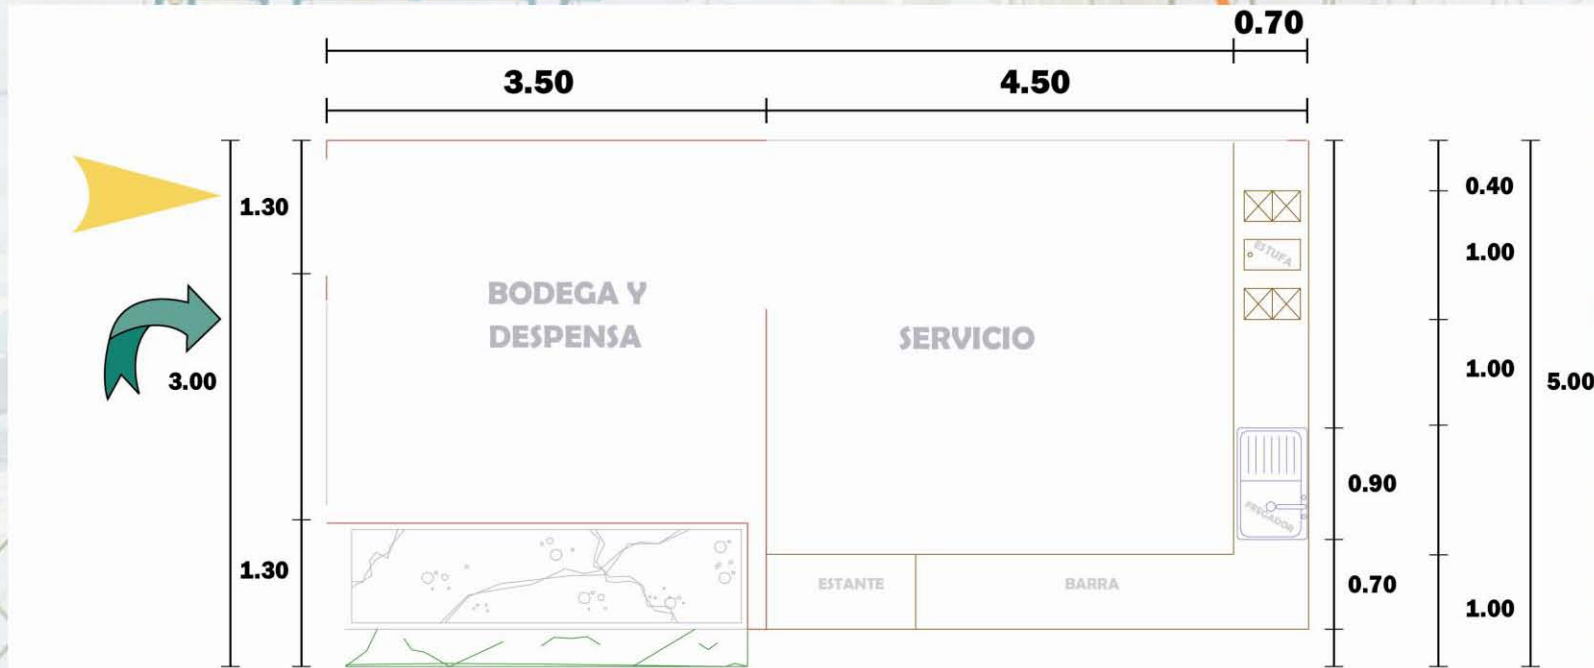 0.70
3.50
4.50
1.30
3.00
1.30
BODEGA Y
DESPENSA
SERVICIO
ESTUFA
FREGADOR
ESTANTE
BARRA
0.90
0.70
0.40
1.00
1.00
1.00
5.00